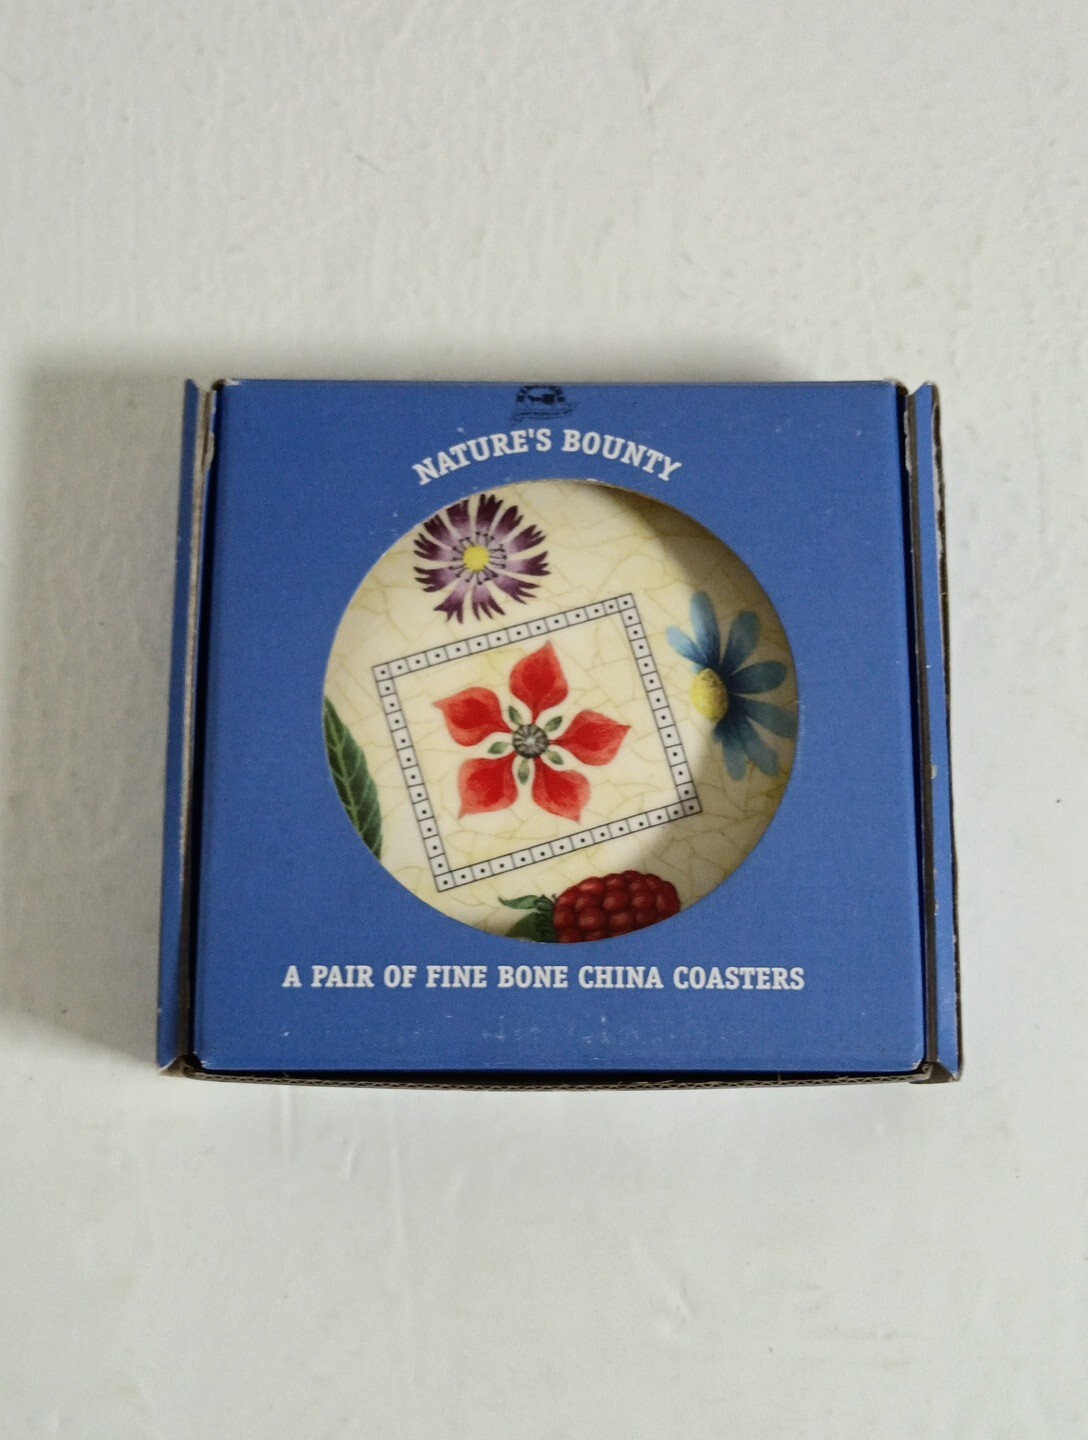 NATURE'S BOUNTY
A PAIR OF FINE BONE CHINA COASTERS